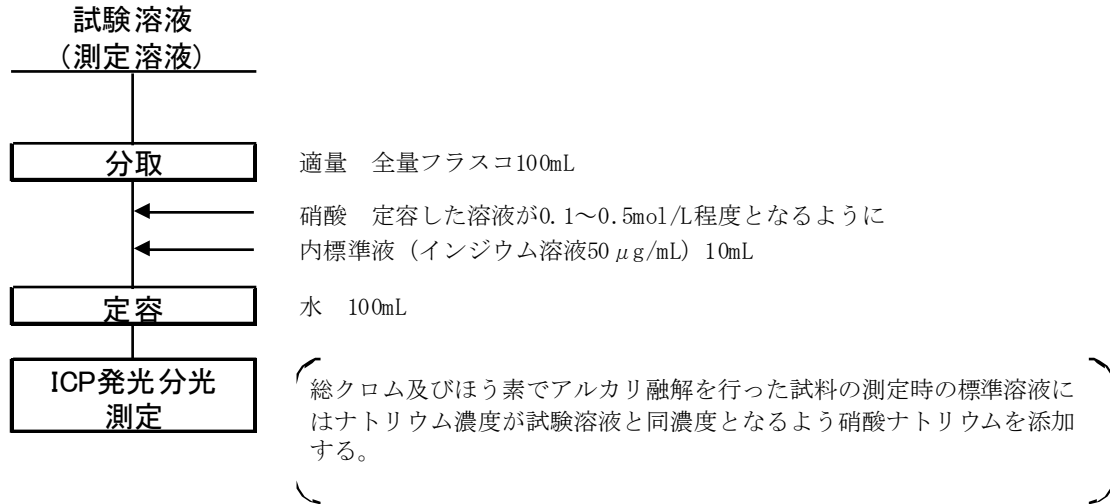 試験溶液
（測定溶液）
分取
適量　全量フラスコ100mL
硝酸　定容した溶液が0.1～0.5mol/L程度となるように
内標準液（インジウム溶液50μg/mL）10mL
定容
水　100mL
ICP発光分光
測定
総クロム及びほう素でアルカリ融解を行った試料の測定時の標準溶液に
はナトリウム濃度が試験溶液と同濃度となるよう硝酸ナトリウムを添加
する。